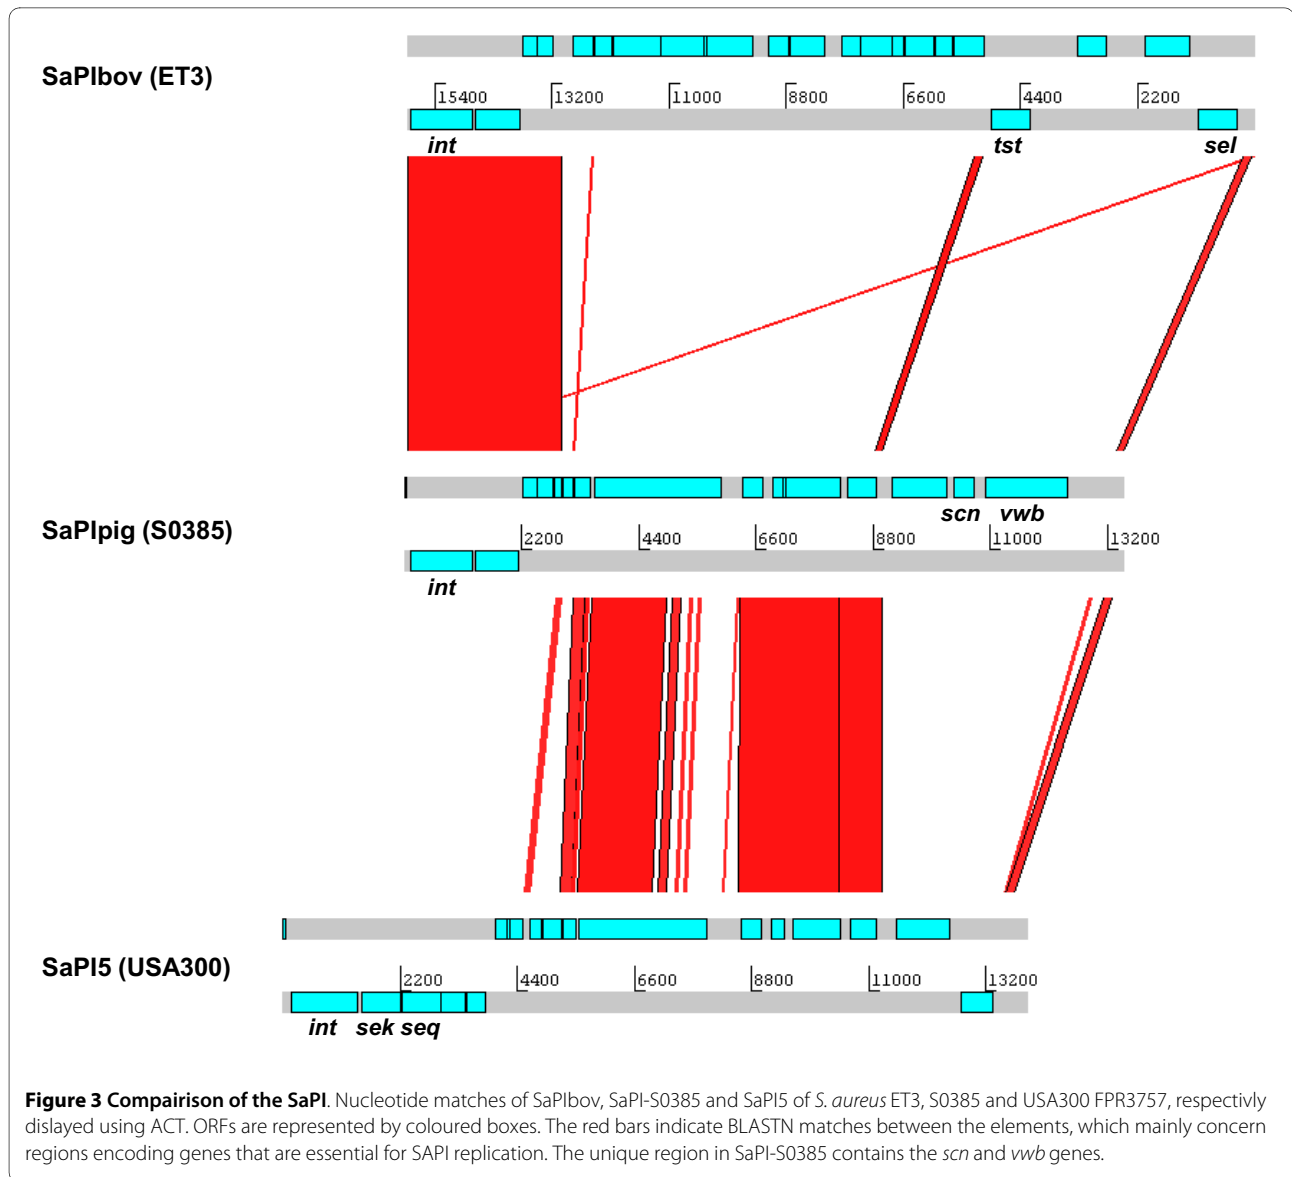 SaPIbov (ET3)
15400 13200 11000 8800 6600 4400 2200
int tst sel
scn vwb
SaPIpig (S0385)
2200 4400 6600 8800 11000 13200
int
SaPI5 (USA300)
2200 4400 6600 8800 11000 13200
int sek seq
Figure 3 Compairison of the SaPI. Nucleotide matches of SaPIbov, SaPI-S0385 and SaPI5 of S. aureus ET3, S0385 and USA300 FPR3757, respectivly
dislayed using ACT. ORFs are represented by coloured boxes. The red bars indicate BLASTN matches between the elements, which mainly concern
regions encoding genes that are essential for SAPI replication. The unique region in SaPI-S0385 contains the scn and vwb genes.